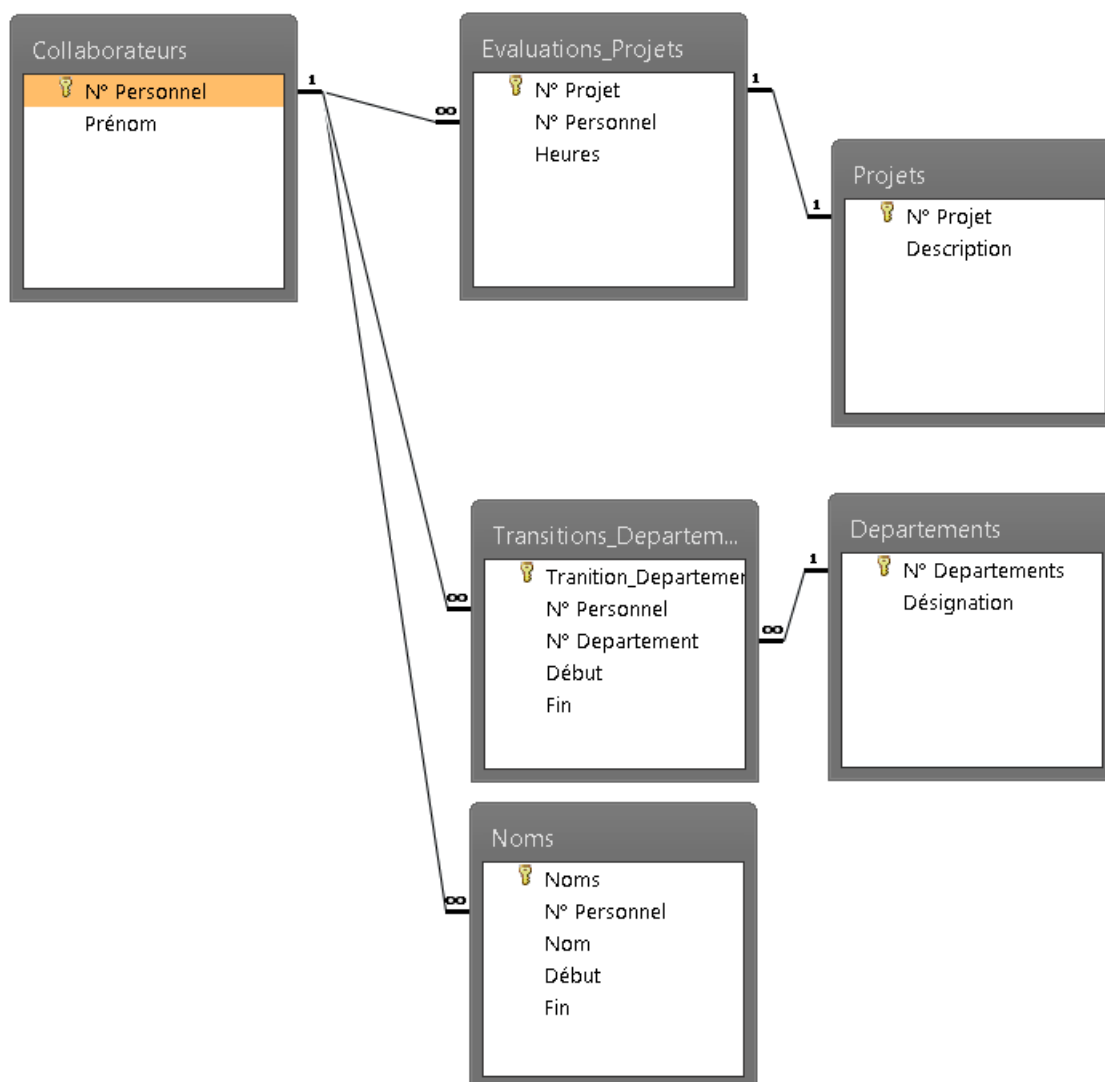 Collaborateurs
N° Personnel
Prénom
1
∞
Evaluations_Projets
N° Projet
N° Personnel
Heures
1
1
Projets
N° Projet
Description
∞
Transitions_Departem...
Tranition_Departemer
N° Personnel
N° Departement
Début
Fin
∞
1
Departements
N° Departements
Désignation
∞
Noms
Noms
N° Personnel
Nom
Début
Fin